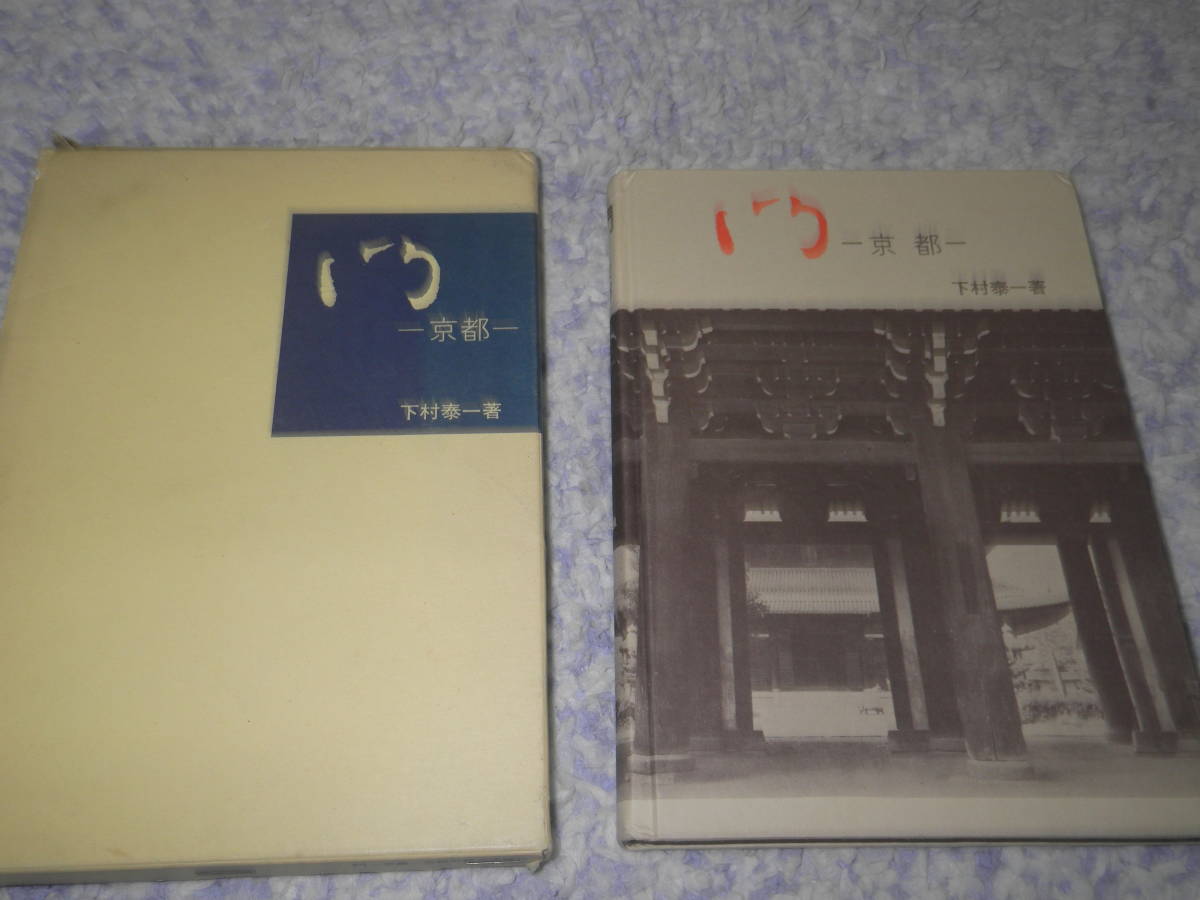 門
—京都—
下村泰一著
門
—京 都—
下村泰一著